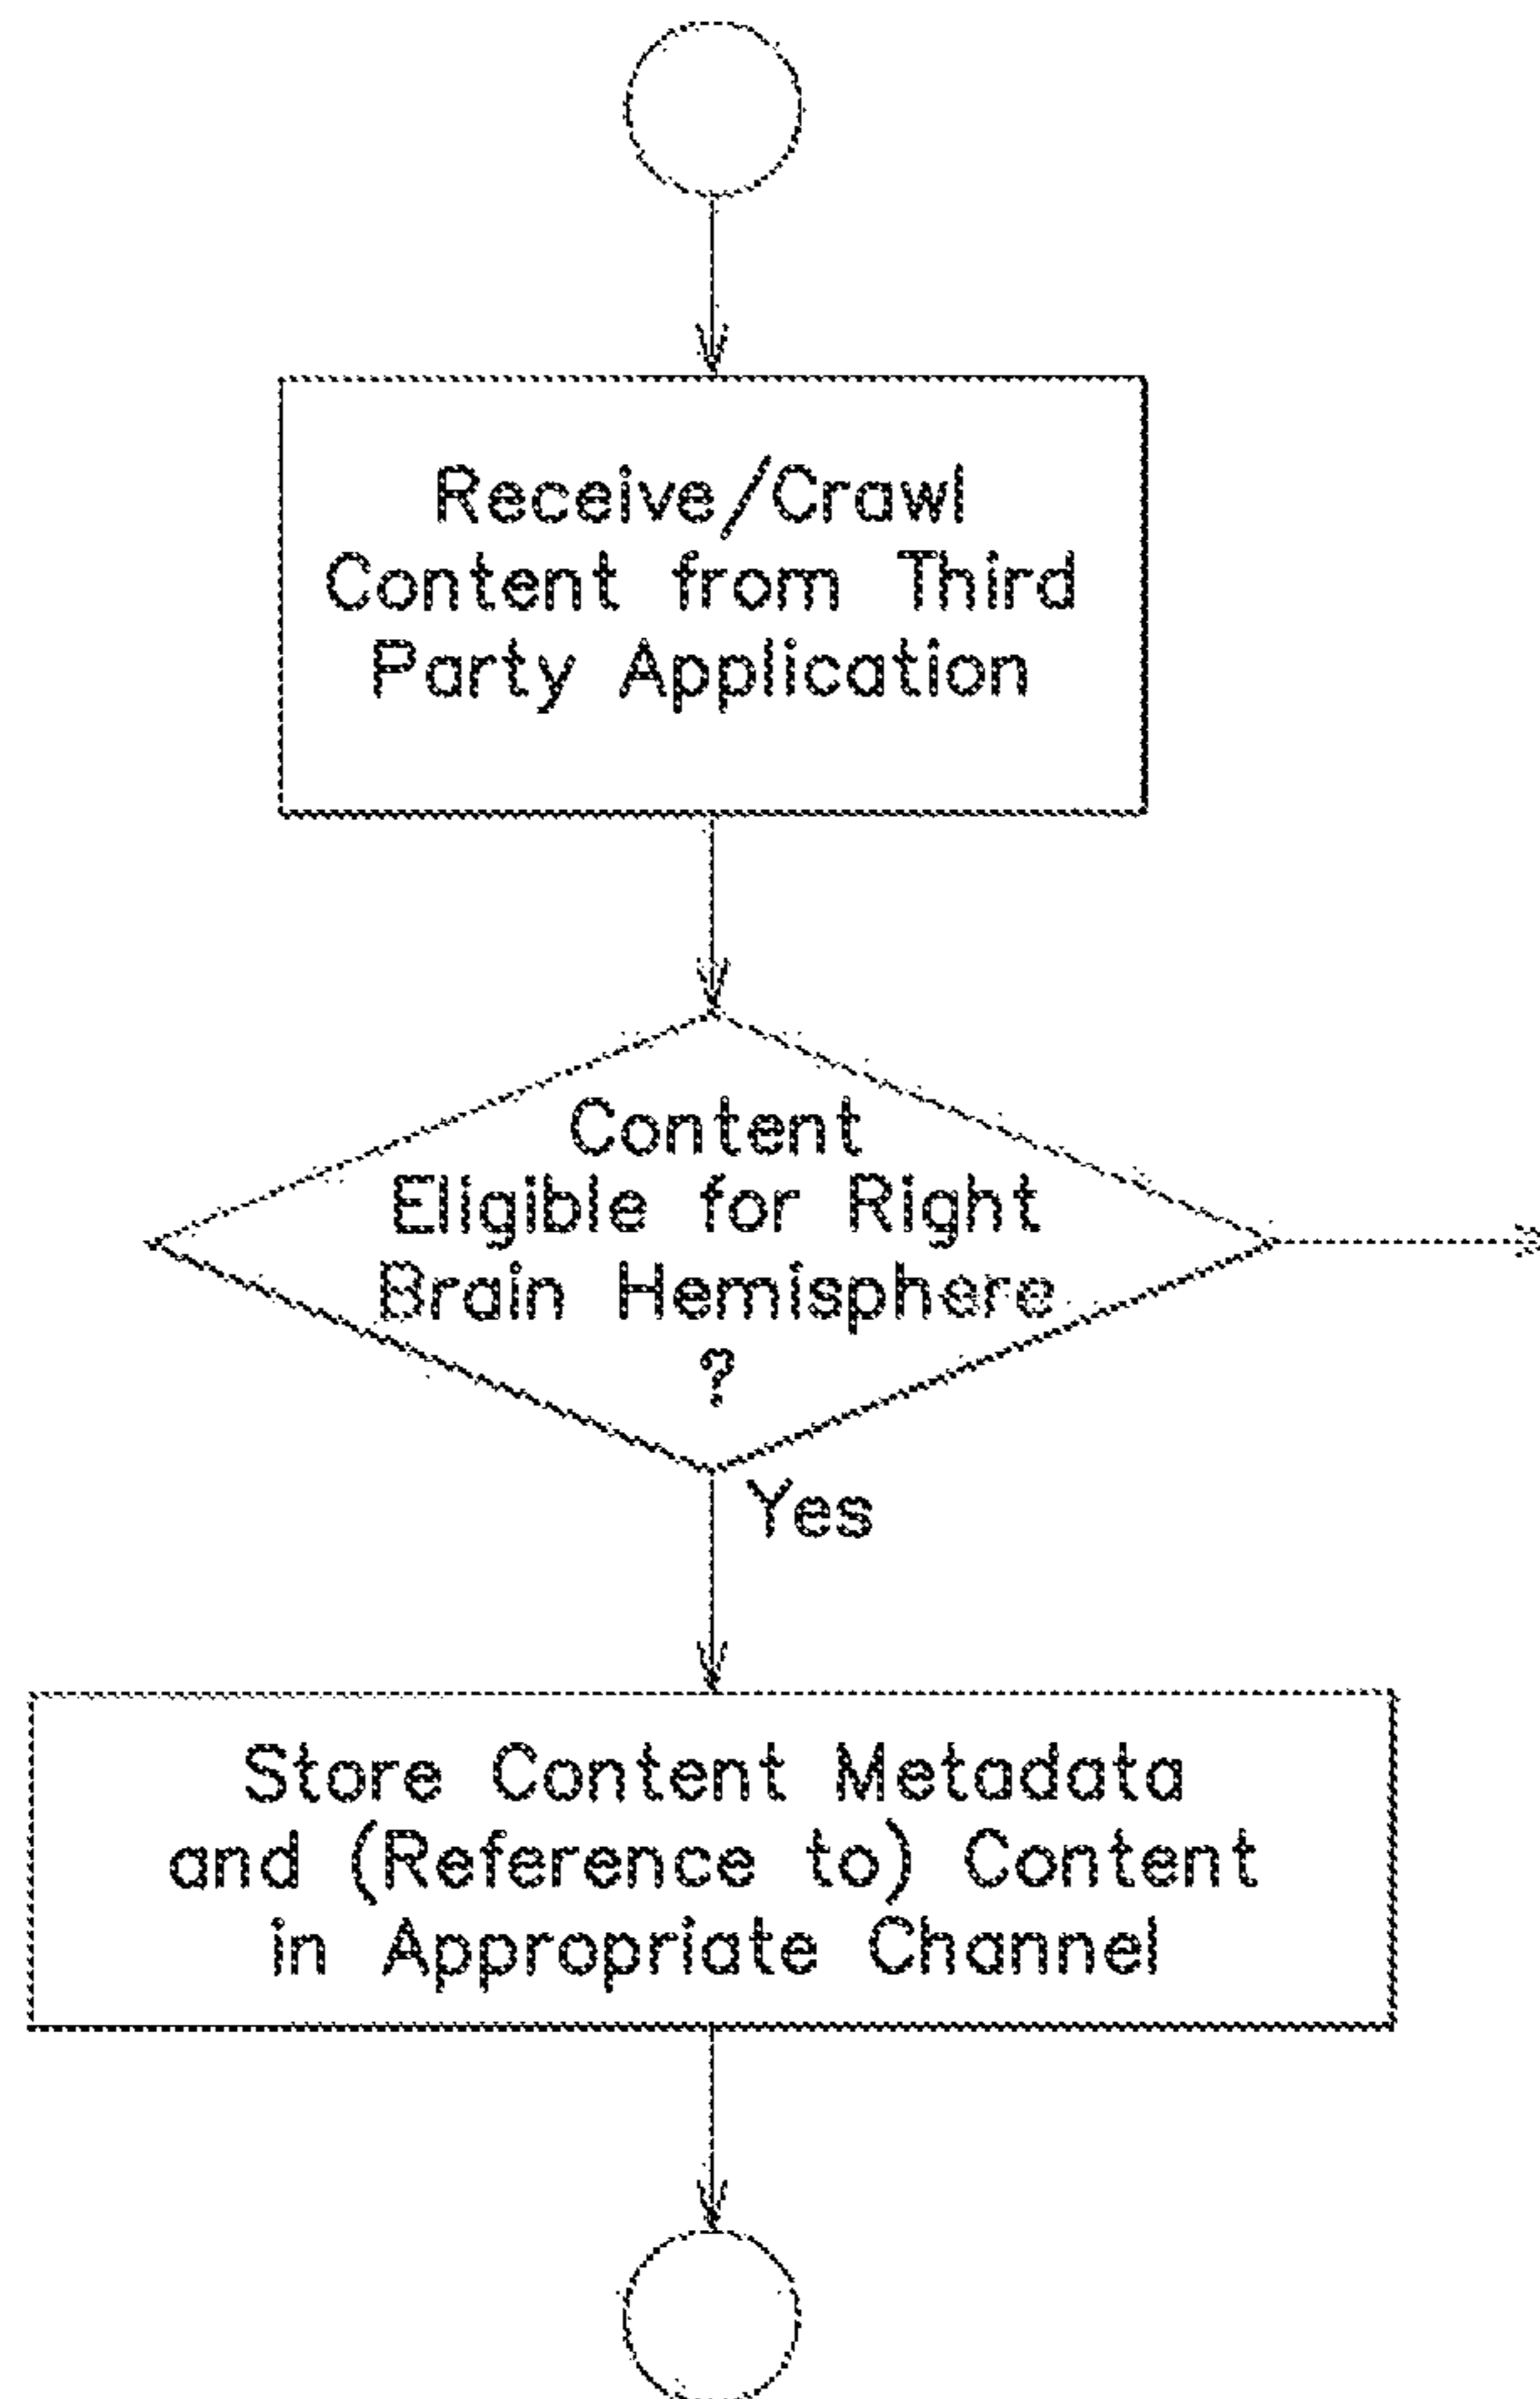 Receive/Crawl
Content from Third
Party Application
Content
Eligible for Right
Brain Hemisphere
?
Yes
Store Content Metadata
and (Reference to) Content
in Appropriate Channel